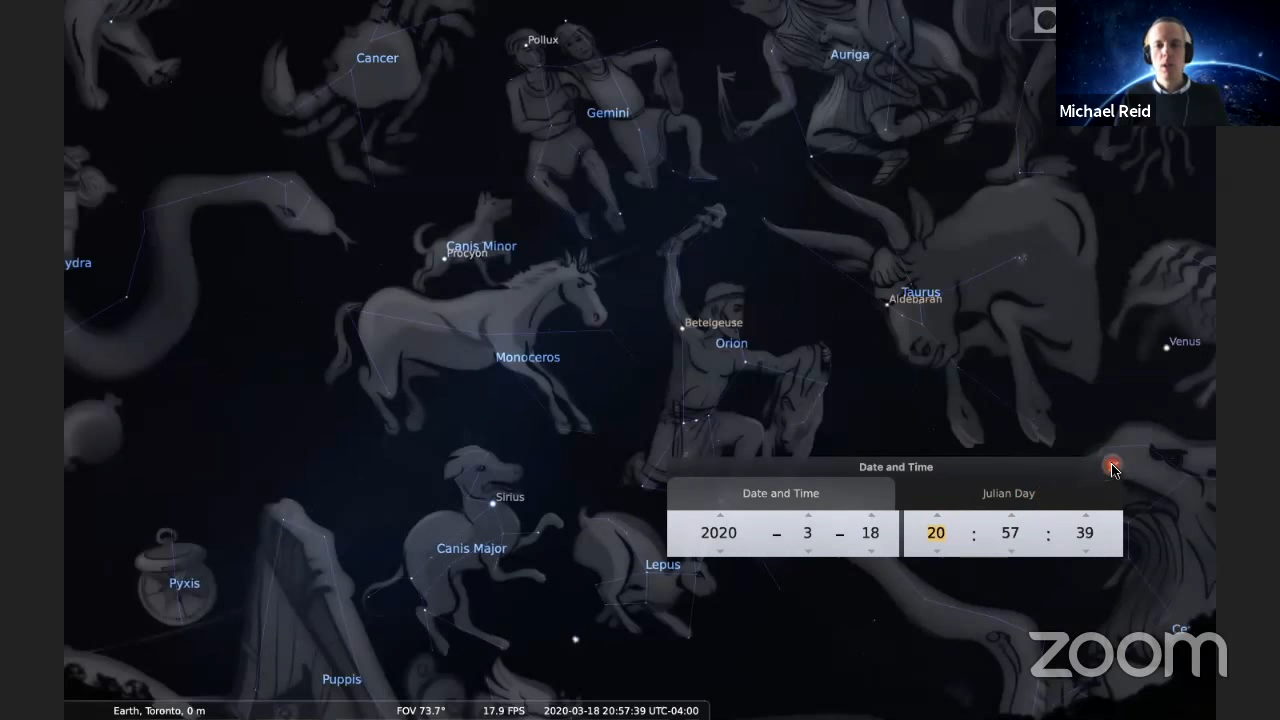 Pollux
Cancer
Auriga
Gemini
Michael Reid
Canis Minor
Procyon
ydra
Taurus
Aldebaran
Betelgeuse
Orion
Venus
Monoceros
Date and Time
Date and Time
Julian Day
2020 - 3 - 18 20 : 57 : 39
Sirius
Canis Major
Lepus
Pyxis
Ce
Puppis
zoom
Earth, Toronto, 0 m
FOV 73.7°
17.9 FPS
2020-03-18 20:57:39 UTC-04:00